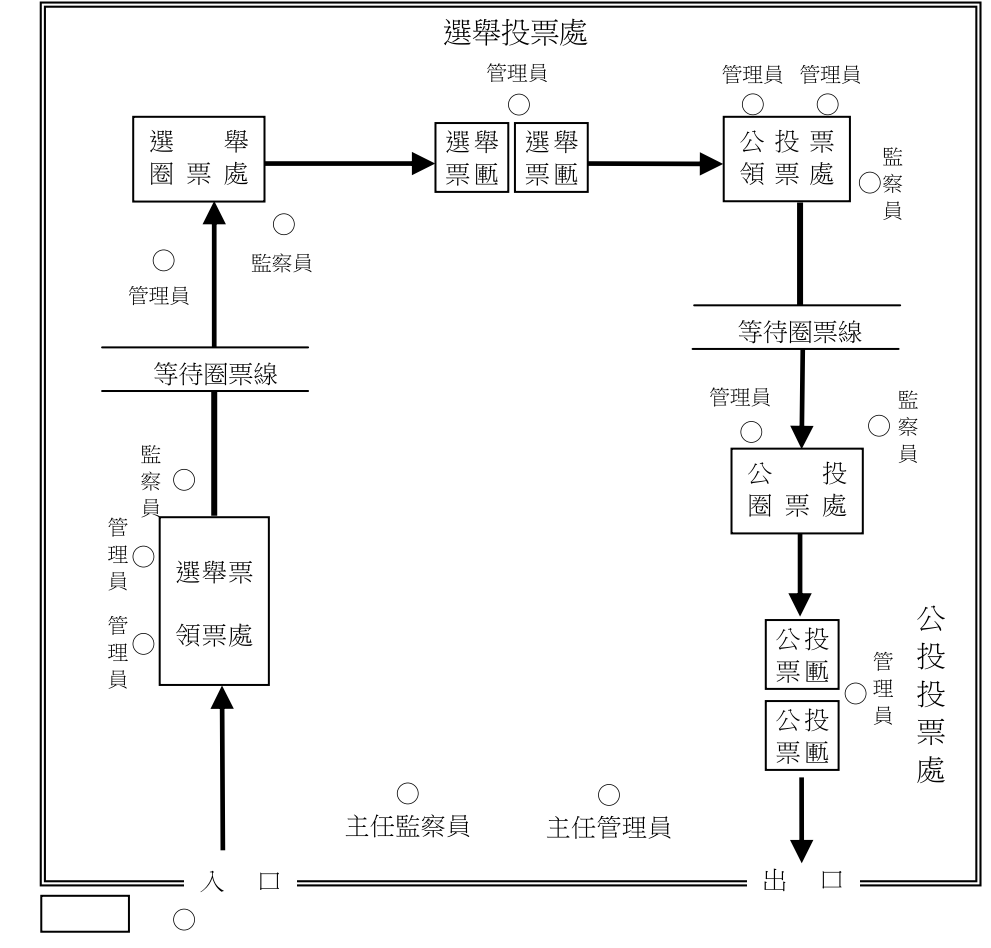 選舉投票處
管理員
管理員 管理員
選 舉
圈 票 處
選舉
票匭
選舉
票匭
公投票
領票處
監察員
管理員
監察員
等待圈票線
等待圈票線
管理員
監察員
監察員
管理員
管理員
選舉票
領票處
公 投
圈票處
公投
票匭
公投
票匭
管理員
公投投票處
主任監察員
主任管理員
入 口
出 口